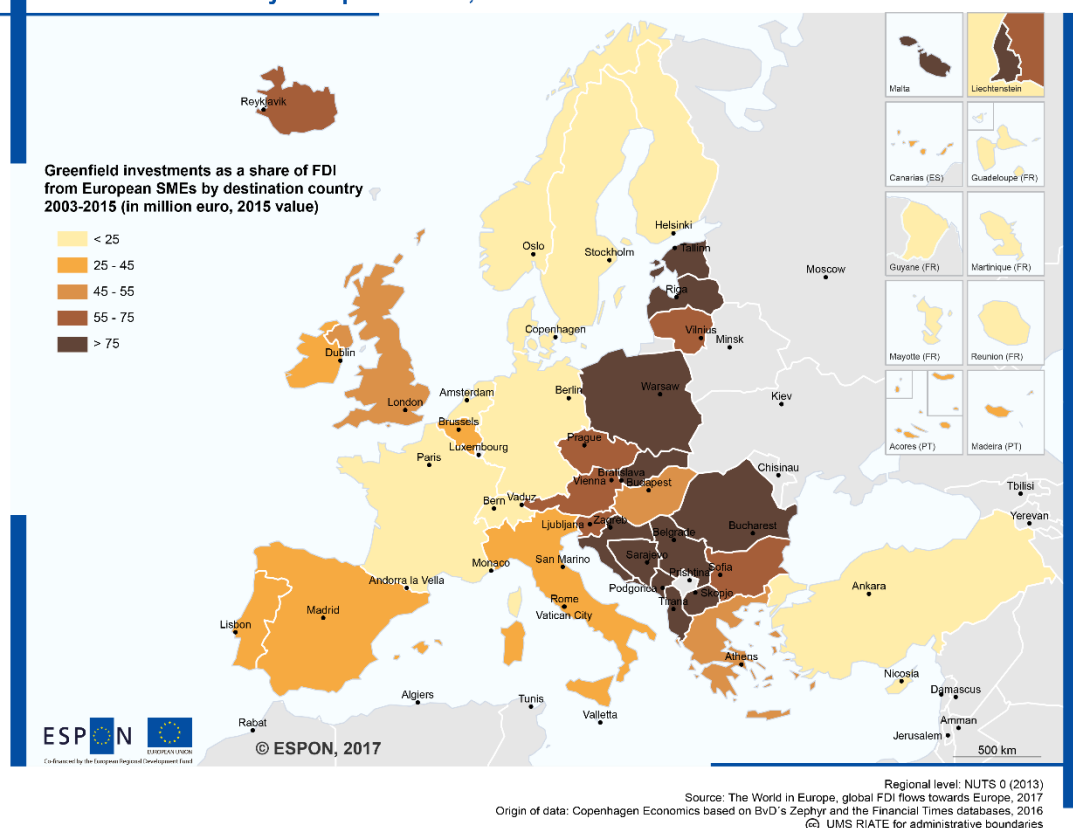 Reykjavik
Malta
Liechtenstein
Greenfield investments as a share of FDI
from European SMEs by destination country
2003-2015 (in million euro, 2015 value)
< 25
25 - 45
45 - 55
55 - 75
> 75
Canarias (ES)
Guadeloupe (FR)
Guyane (FR)
Martinique (FR)
Mayotte (FR)
Reunion (FR)
Acores (PT)
Madeira (PT)
Helsinki
Oslo
Stockholm
Tallinn
Moscow
Riga
Copenhagen
Vilnius
Minsk
Dublin
Amsterdam
Berlin
Warsaw
London
Kiev
Brussels
Luxembourg
Prague
Paris
Bratislava
Vienna
Budapest
Chisinau
Bern
Vaduz
Tbilisi
Ljubljana
Zagreb
Belgrade
Bucharest
Yerevan
San Marino
Monaco
Sarajevo
Prishtina
Sofia
Andorra la Vella
Podgorica
Skopje
Ankara
Madrid
Rome
Vatican City
Tirana
Lisbon
Athens
Nicosia
Algiers
Tunis
Damascus
Rabat
Valletta
Amman
Jerusalem
ESPON
EUROPEAN UNION
Co-financed by the European Regional Development Fund
© ESPON, 2017
500 km
Regional level: NUTS 0 (2013)
Source: The World in Europe, global FDI flows towards Europe, 2017
Origin of data: Copenhagen Economics based on BvD´s Zephyr and the Financial Times databases, 2016
(cc) UMS RIATE for administrative boundaries